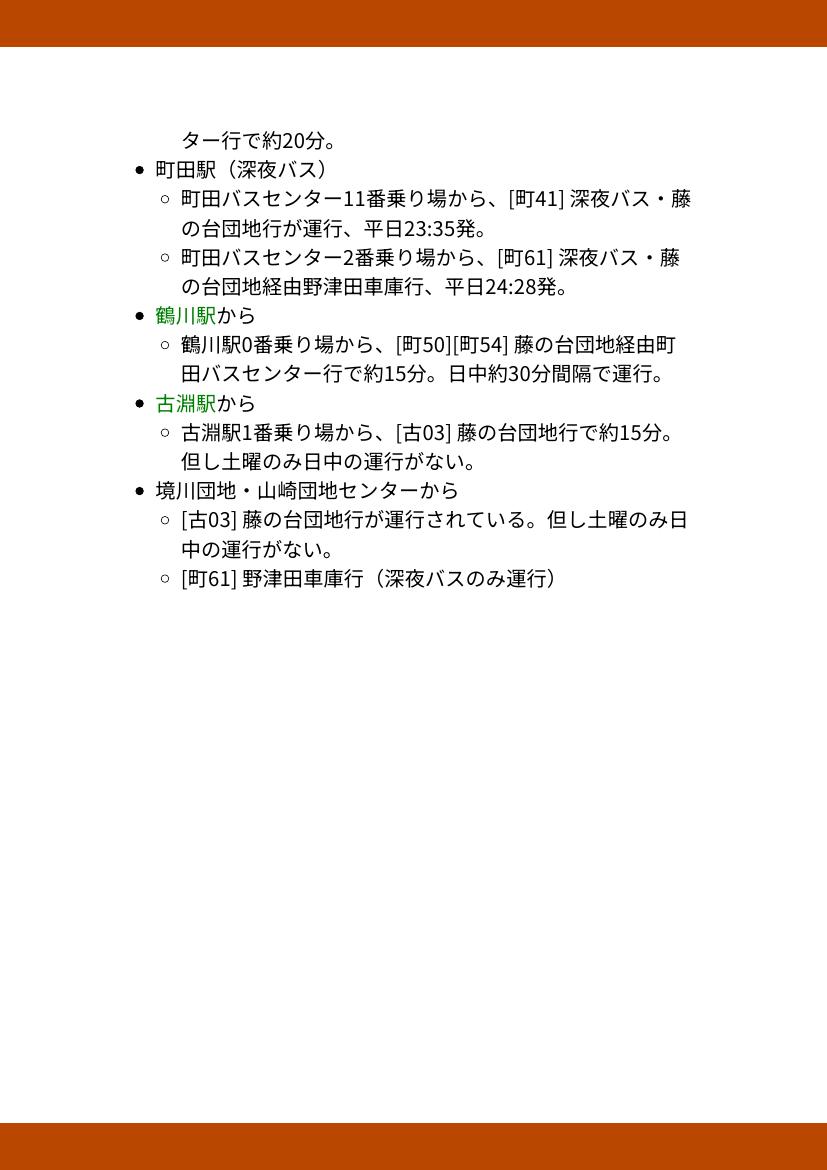 ター行で約20分。
• 町田駅（深夜バス）
◦ 町田バスセンター11番乗り場から、[町41] 深夜バス・藤
の台団地行が運行、平日23:35発。
◦ 町田バスセンター2番乗り場から、[町61] 深夜バス・藤
の台団地経由野津田車庫行、平日24:28発。
• 鶴川駅から
◦ 鶴川駅0番乗り場から、[町50][町54] 藤の台団地経由町
田バスセンター行で約15分。日中約30分間隔で運行。
• 古淵駅から
◦ 古淵駅1番乗り場から、[古03] 藤の台団地行で約15分。
但し土曜のみ日中の運行がない。
• 境川団地・山崎団地センターから
◦ [古03] 藤の台団地行が運行されている。但し土曜のみ日
中の運行がない。
◦ [町61] 野津田車庫行（深夜バスのみ運行）